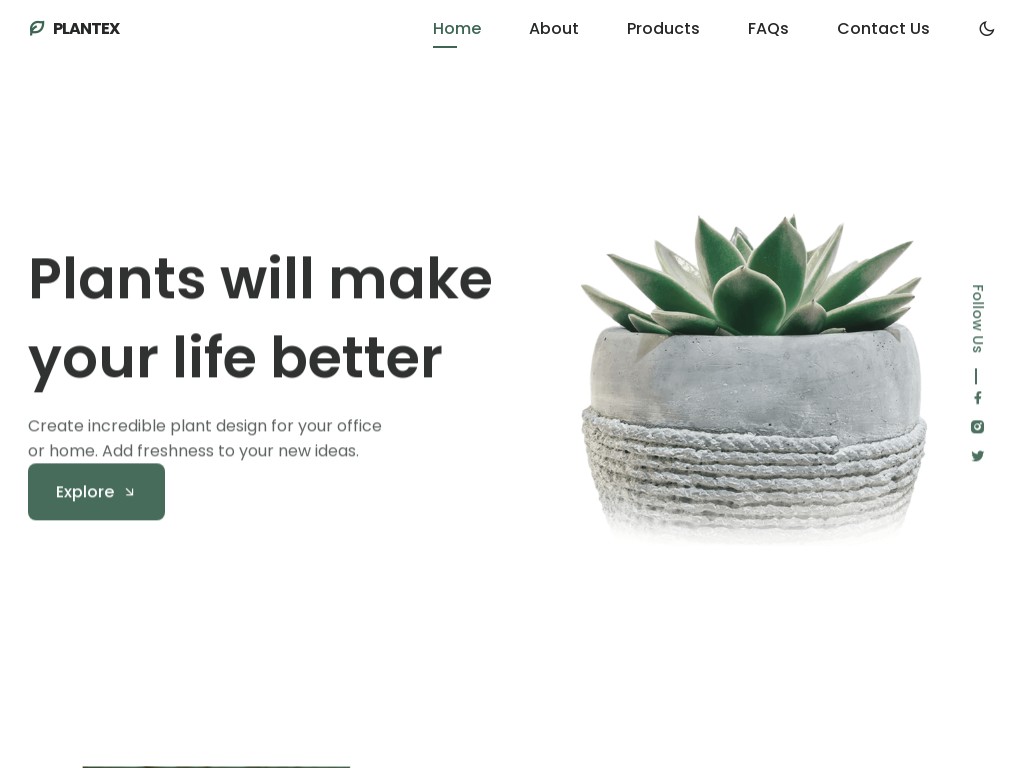 PLANTEX
Home
About
Products
FAQs
Contact Us
Plants will make
your life better
Create incredible plant design for your office
or home. Add freshness to your new ideas.
Explore
Follow Us